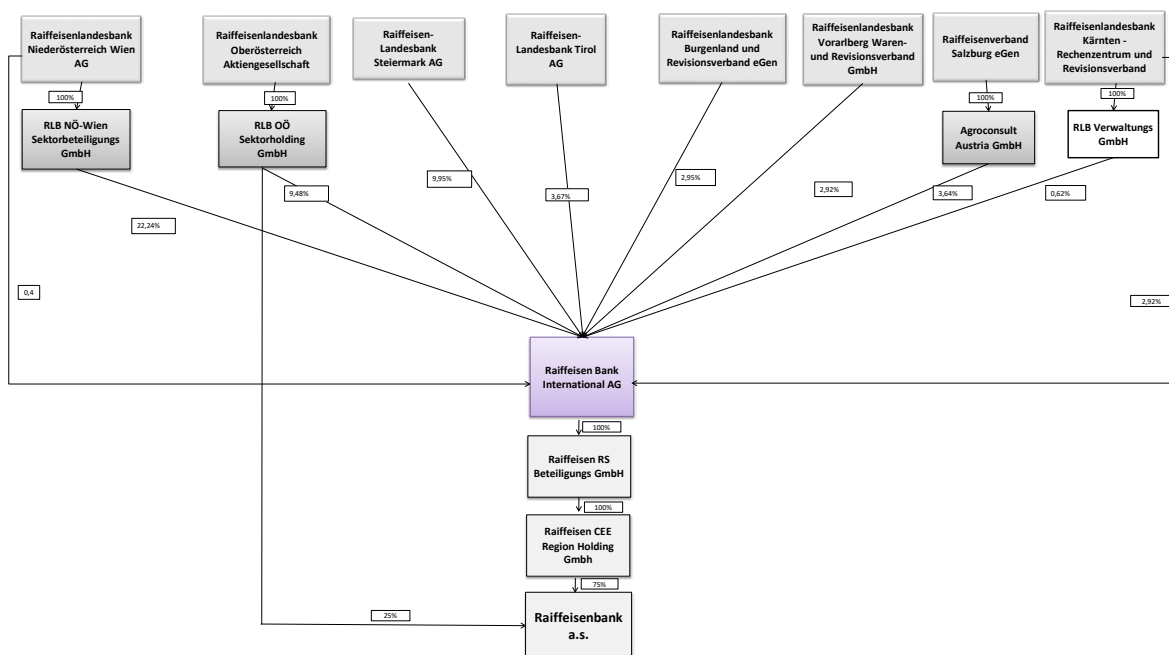 Raiffeisenlandesbank
Niederösterreich Wien
AG
Raiffeisenlandesbank
Oberösterreich
Aktiengesellschaft
Raiffeisen-
Landesbank
Steiermark AG
Raiffeisen-
Landesbank Tirol
AG
Raiffeisenlandesbank
Burgenland und
Revisionsverband eGen
Raiffeisenlandesbank
Vorarlberg Waren-
und Revisionsverband
GmbH
Raiffeisenverband
Salzburg eGen
Raiffeisenlandesbank
Kärnten -
Rechenzentrum und
Revisionsverband
100%
100%
100%
100%
RLB NÖ-Wien
Sektorbeteiligungs
GmbH
RLB OÖ
Sektorholding
GmbH
Agroconsult
Austria GmbH
RLB Verwaltungs
GmbH
22,24%
9,48%
9,95%
3,67%
2,95%
2,92%
3,64%
0,62%
0,4
2,92%
Raiffeisen Bank
International AG
100%
Raiffeisen RS
Beteiligungs GmbH
100%
Raiffeisen CEE
Region Holding
Gmbh
75%
25%
Raiffeisenbank
a.s.